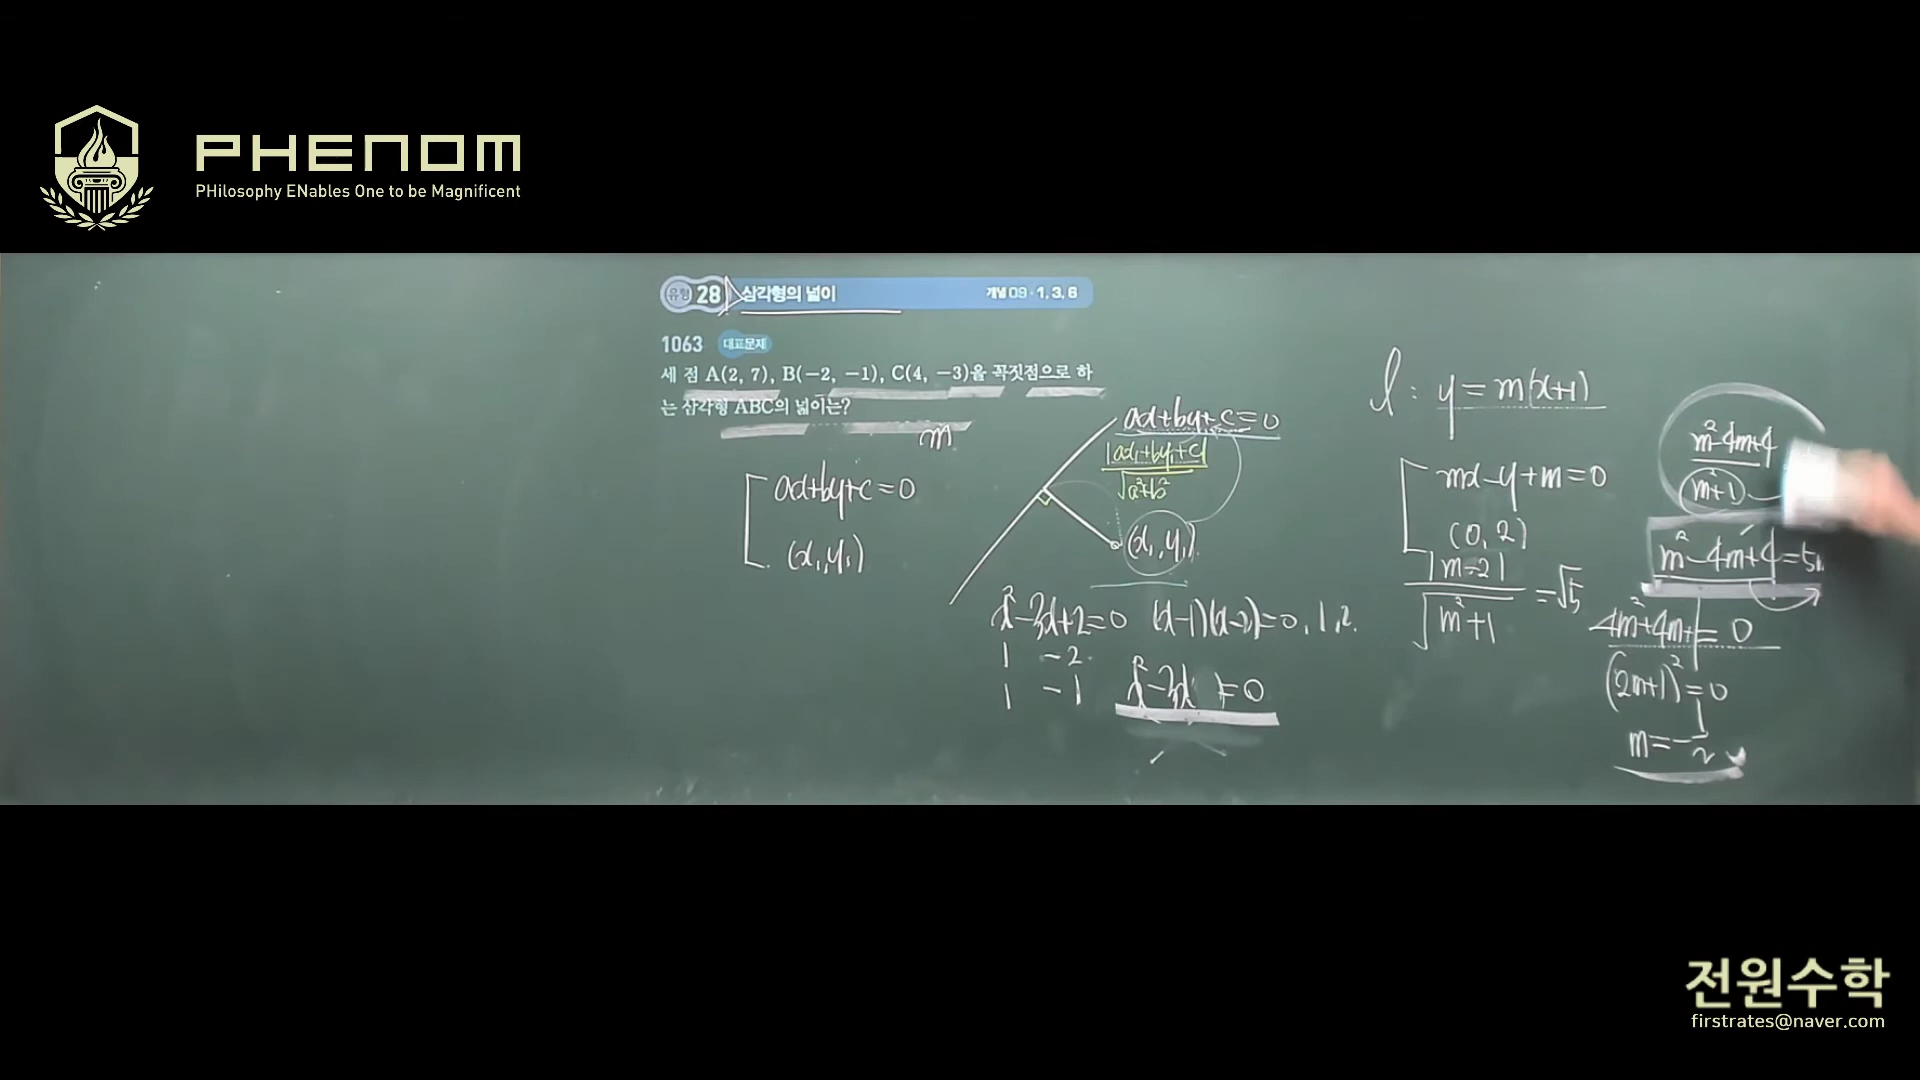 PHENOM
PHilosophy ENables One to be Magnificent
유형 28 삼각형의 넓이 개념 09 · 1, 3, 6
1063 대표문제
세 점 A(2, 7), B(−2, −1), C(4, −3)을 꼭짓점으로 하
는 삼각형 ABC의 넓이는?
m
ax+by+c=0
(x₁, y₁)
ax+by+c=0
|ax₁+by₁+c|
√a²+b²
(x₁, y₁)
x²-3x+2=0 (x-1)(x-2)=0, 1, 2.
1 -2
1 -1 x²-3x =0
l : y=m(x+1)
mx-y+m=0
(0, 2)
|m-2|
√m²+1 =√5
m²-4m+4
m²+1
m²-4m+4=5
4m²+4m+1=0
(2m+1)²=0
m=-1/2
전원수학
firstrates@naver.com